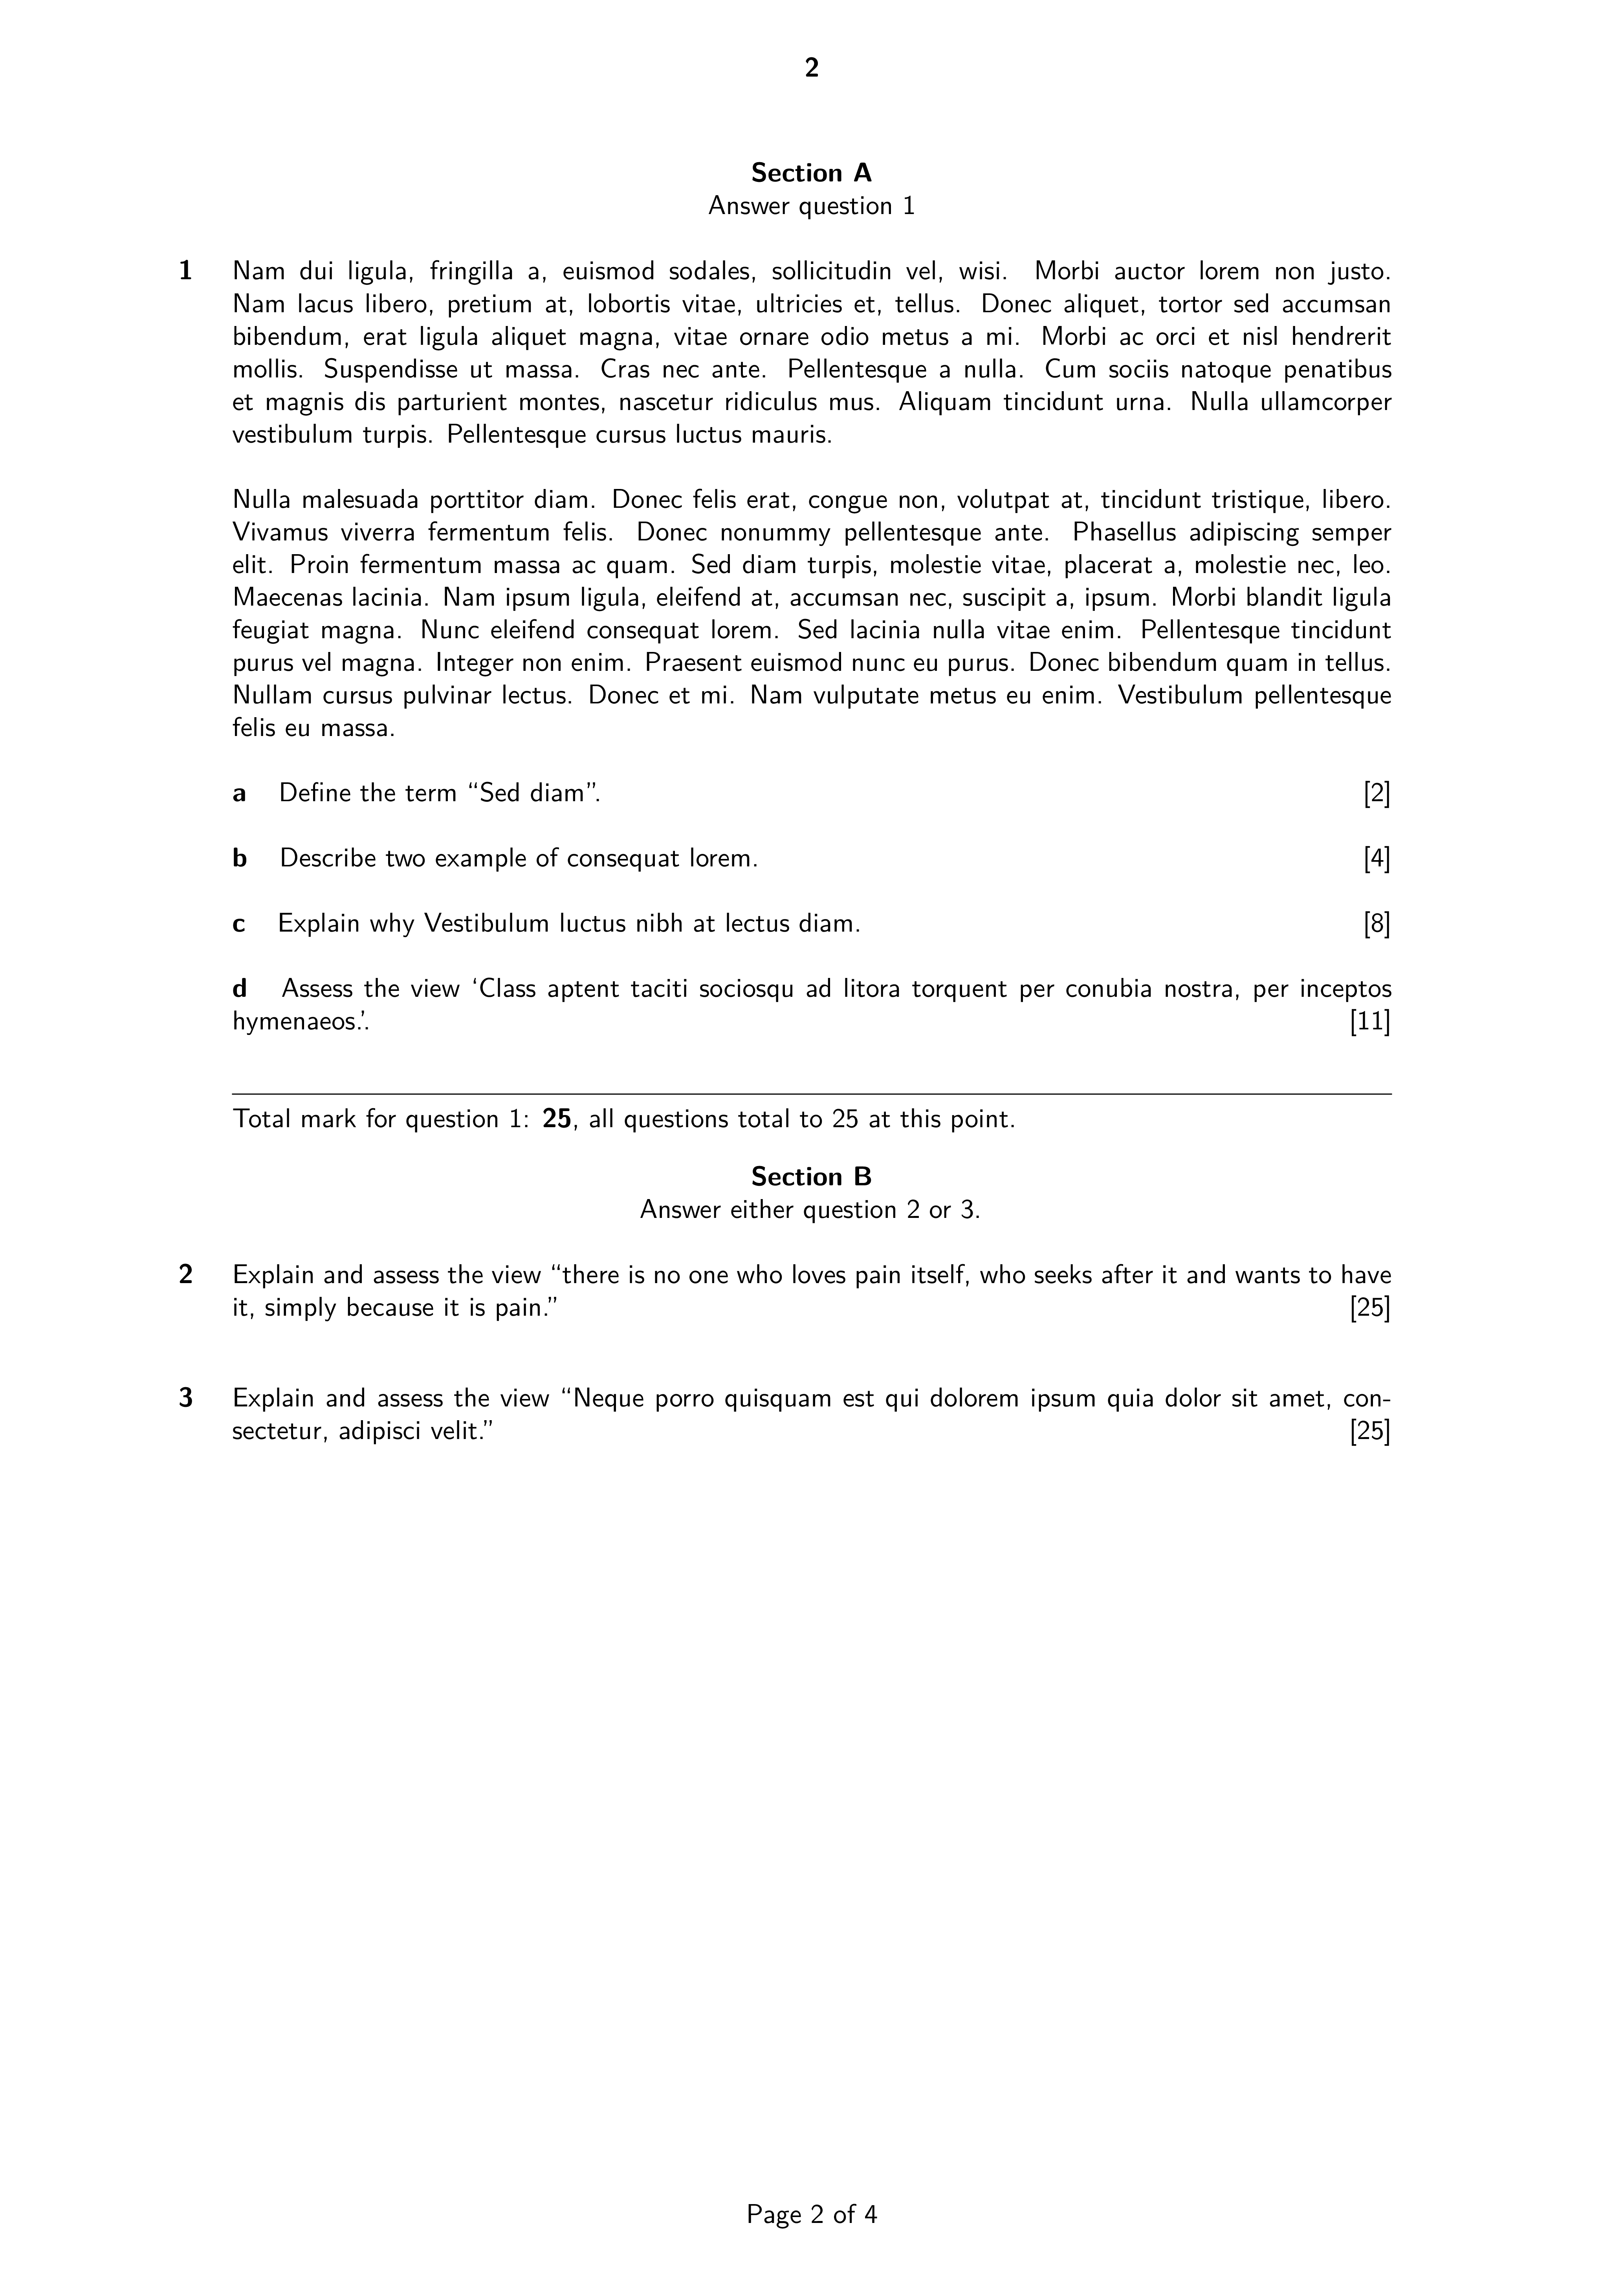 2
Section A
Answer question 1
1 Nam dui ligula, fringilla a, euismod sodales, sollicitudin vel, wisi. Morbi auctor lorem non justo.
Nam lacus libero, pretium at, lobortis vitae, ultricies et, tellus. Donec aliquet, tortor sed accumsan
bibendum, erat ligula aliquet magna, vitae ornare odio metus a mi. Morbi ac orci et nisl hendrerit
mollis. Suspendisse ut massa. Cras nec ante. Pellentesque a nulla. Cum sociis natoque penatibus
et magnis dis parturient montes, nascetur ridiculus mus. Aliquam tincidunt urna. Nulla ullamcorper
vestibulum turpis. Pellentesque cursus luctus mauris.
Nulla malesuada porttitor diam. Donec felis erat, congue non, volutpat at, tincidunt tristique, libero.
Vivamus viverra fermentum felis. Donec nonummy pellentesque ante. Phasellus adipiscing semper
elit. Proin fermentum massa ac quam. Sed diam turpis, molestie vitae, placerat a, molestie nec, leo.
Maecenas lacinia. Nam ipsum ligula, eleifend at, accumsan nec, suscipit a, ipsum. Morbi blandit ligula
feugiat magna. Nunc eleifend consequat lorem. Sed lacinia nulla vitae enim. Pellentesque tincidunt
purus vel magna. Integer non enim. Praesent euismod nunc eu purus. Donec bibendum quam in tellus.
Nullam cursus pulvinar lectus. Donec et mi. Nam vulputate metus eu enim. Vestibulum pellentesque
felis eu massa.
a Define the term “Sed diam”. [2]
b Describe two example of consequat lorem. [4]
c Explain why Vestibulum luctus nibh at lectus diam. [8]
d Assess the view ‘Class aptent taciti sociosqu ad litora torquent per conubia nostra, per inceptos
hymenaeos.’. [11]
Total mark for question 1: 25, all questions total to 25 at this point.
Section B
Answer either question 2 or 3.
2 Explain and assess the view “there is no one who loves pain itself, who seeks after it and wants to have
it, simply because it is pain.” [25]
3 Explain and assess the view “Neque porro quisquam est qui dolorem ipsum quia dolor sit amet, con-
sectetur, adipisci velit.” [25]
Page 2 of 4